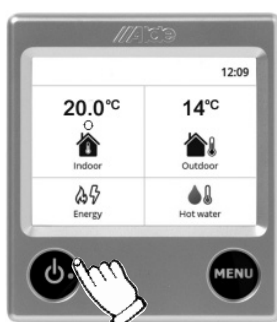 Alde
12:09
20.0°C 14°C
Indoor Outdoor
Energy Hot water
MENU